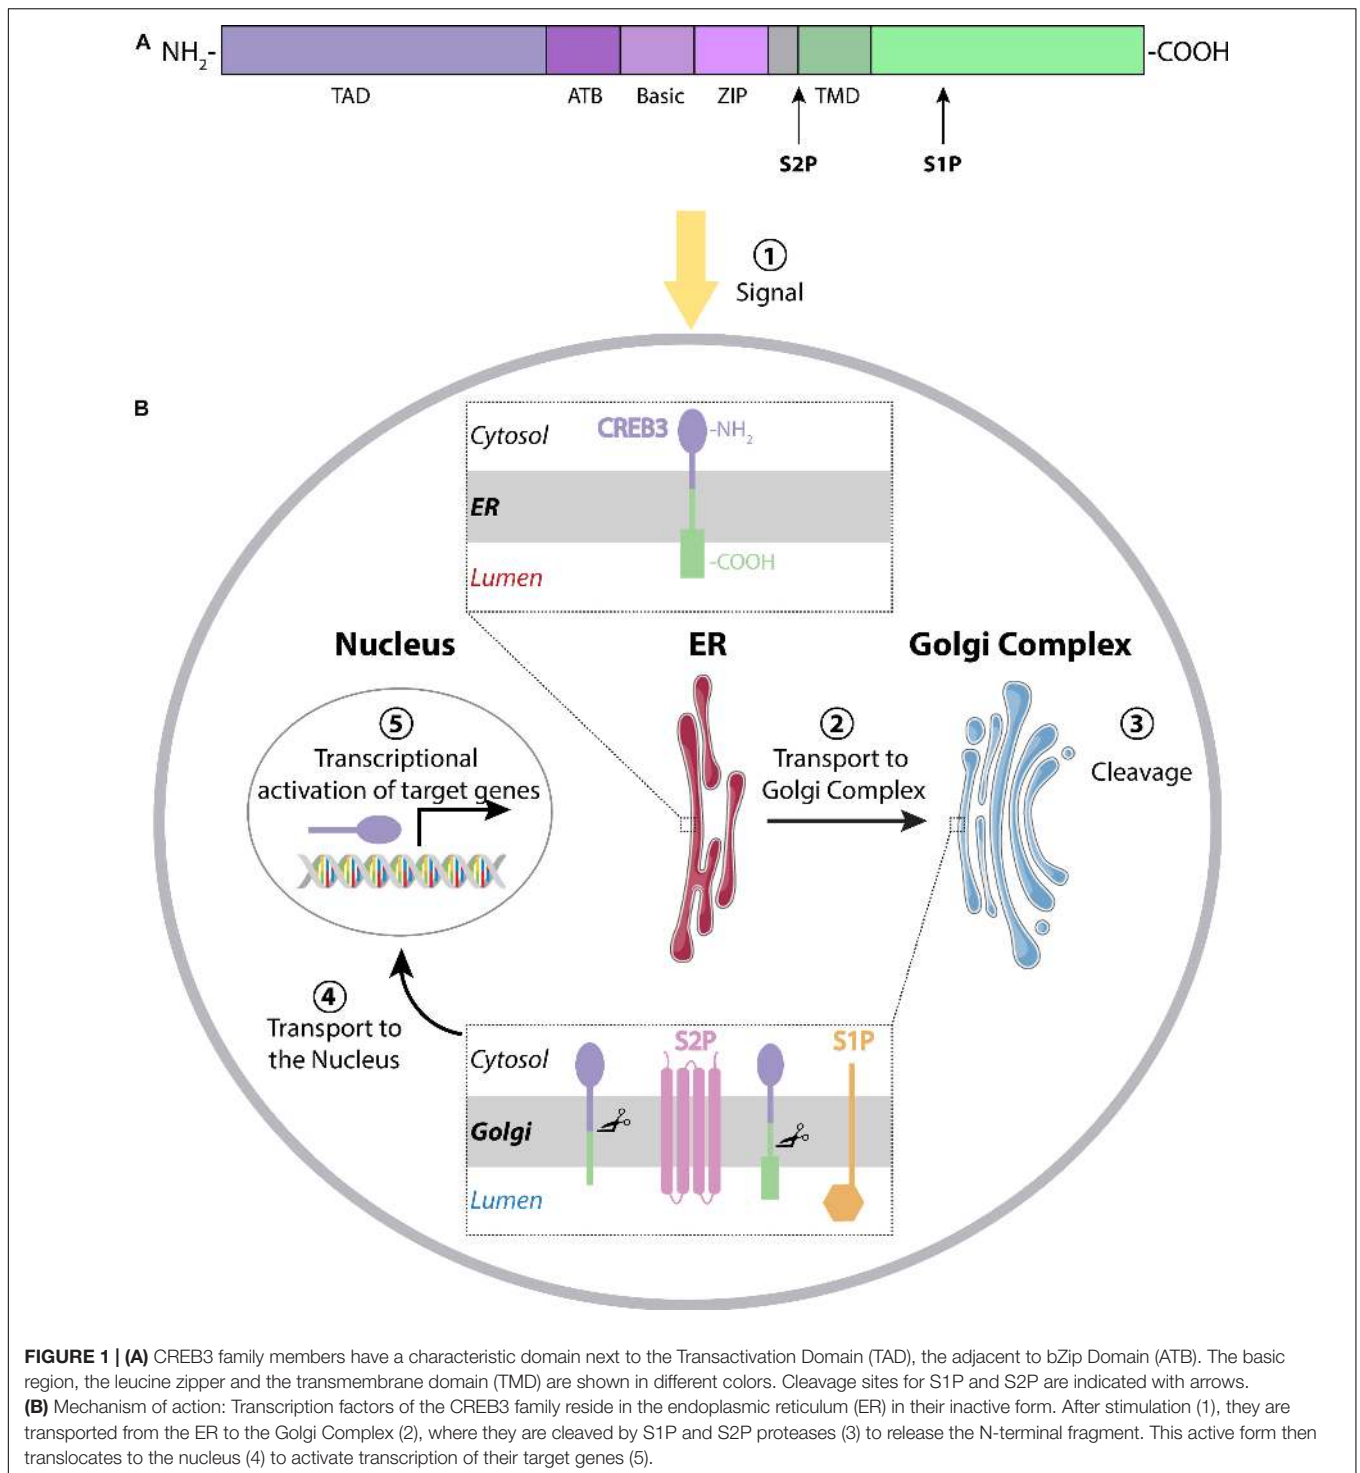 A NH2- -COOH
TAD ATB Basic ZIP TMD
S2P S1P
1
Signal
B
Cytosol CREB3 -NH2
ER
-COOH
Lumen
Nucleus ER Golgi Complex
5
Transcriptional
activation of target genes
2
Transport to
Golgi Complex
3
Cleavage
4
Transport to
the Nucleus
S2P S1P
Cytosol
Golgi
Lumen
FIGURE 1 | (A) CREB3 family members have a characteristic domain next to the Transactivation Domain (TAD), the adjacent to bZip Domain (ATB). The basic
region, the leucine zipper and the transmembrane domain (TMD) are shown in different colors. Cleavage sites for S1P and S2P are indicated with arrows.
(B) Mechanism of action: Transcription factors of the CREB3 family reside in the endoplasmic reticulum (ER) in their inactive form. After stimulation (1), they are
transported from the ER to the Golgi Complex (2), where they are cleaved by S1P and S2P proteases (3) to release the N-terminal fragment. This active form then
translocates to the nucleus (4) to activate transcription of their target genes (5).